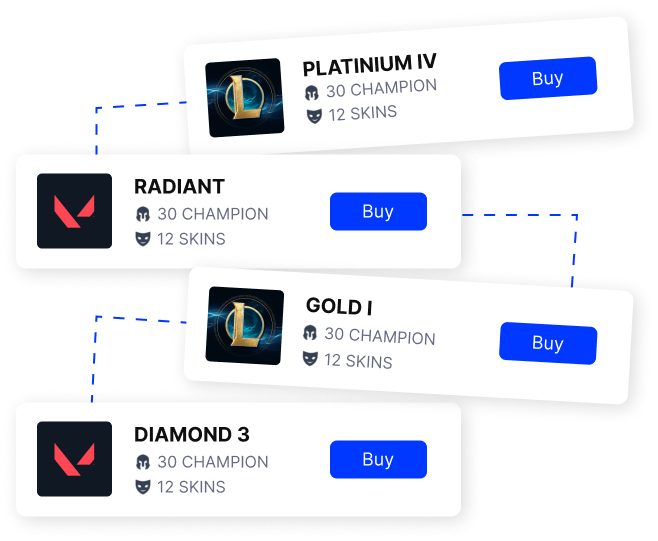 PLATINIUM IV
30 CHAMPION
12 SKINS
Buy
RADIANT
30 CHAMPION
12 SKINS
Buy
GOLD I
30 CHAMPION
12 SKINS
Buy
DIAMOND 3
30 CHAMPION
12 SKINS
Buy